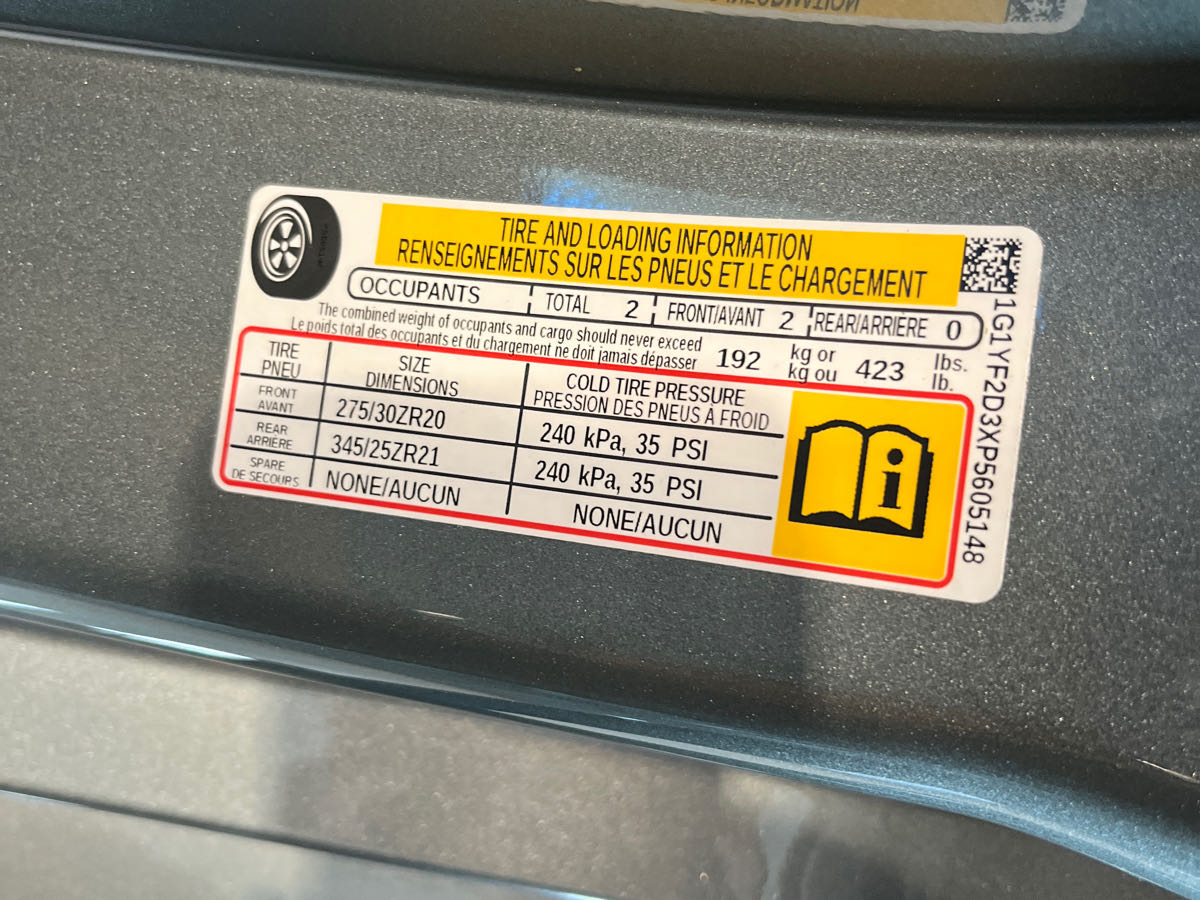 TIRE AND LOADING INFORMATION
RENSEIGNEMENTS SUR LES PNEUS ET LE CHARGEMENT
OCCUPANTS TOTAL 2 FRONT/AVANT 2 REAR/ARRIÈRE 0
The combined weight of occupants and cargo should never exceed 192 kg or 423 lbs.
Le poids total des occupants et du chargement ne doit jamais dépasser kg ou lb.
TIRE SIZE COLD TIRE PRESSURE
PNEU DIMENSIONS PRESSION DES PNEUS À FROID
FRONT
AVANT 275/30ZR20 240 kPa, 35 PSI
REAR
ARRIÈRE 345/25ZR21 240 kPa, 35 PSI
SPARE
DE SECOURS NONE/AUCUN NONE/AUCUN
1G1YF2D3XP5605148